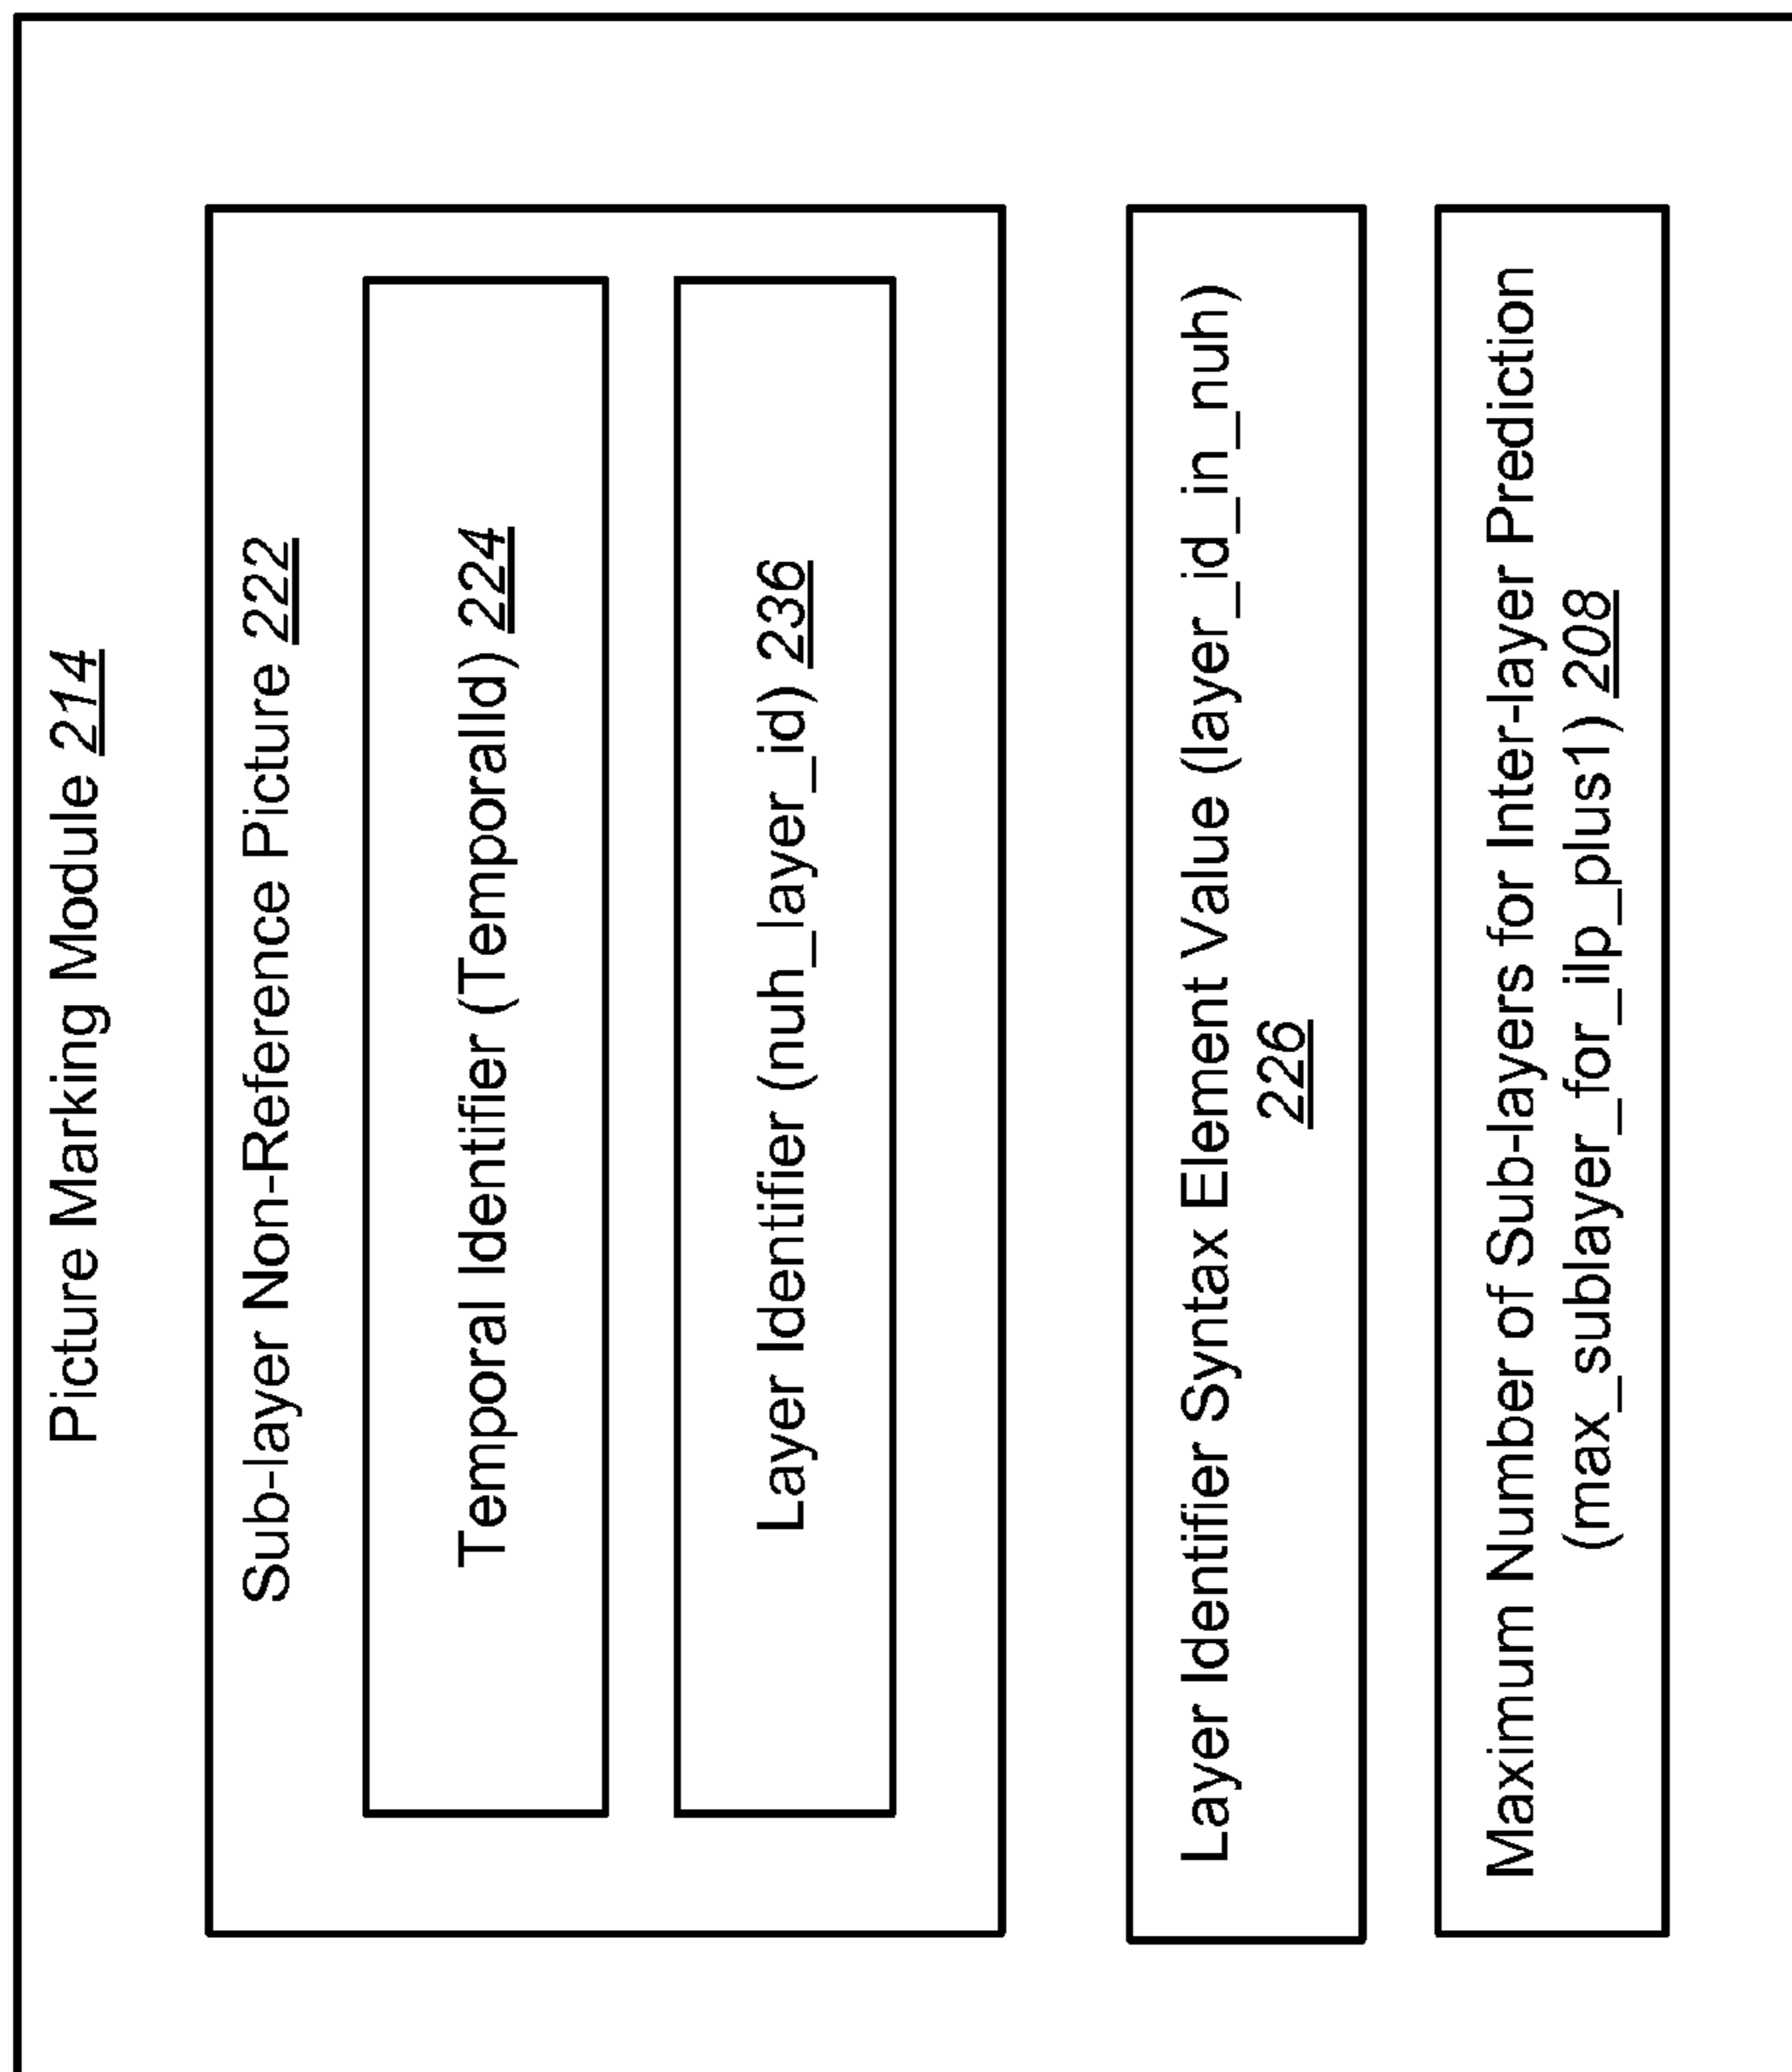 Picture Marking Module 214
Sub-layer Non-Reference Picture 222
Temporal Identifier (TemporalId) 224
Layer Identifier (nuh_layer_id) 236
Layer Identifier Syntax Element Value (layer_id_in_nuh)
226
Maximum Number of Sub-layers for Inter-layer Prediction
(max_sublayer_for_ilp_plus1) 208